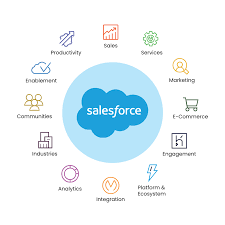 Sales
Productivity
Services
Enablement
Marketing
salesforce
Communities
E-Commerce
Industries
Engagement
Analytics
Platform &
Ecosystem
Integration